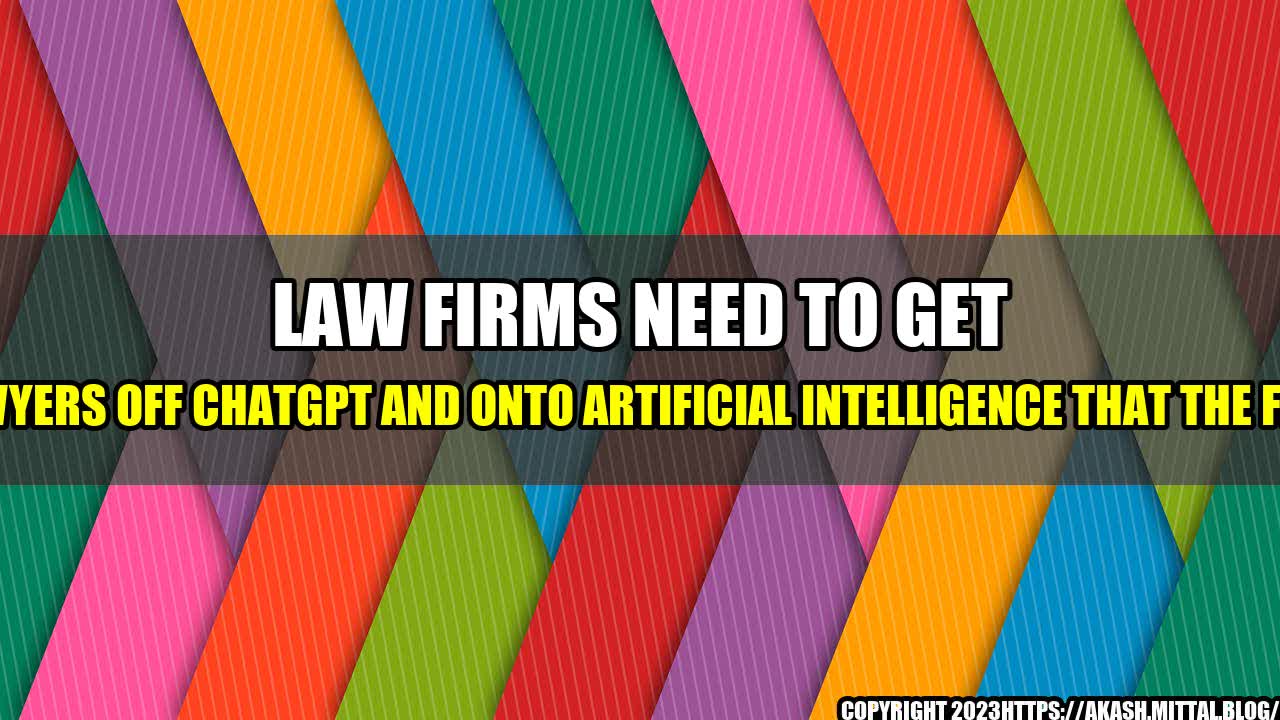 LAW FIRMS NEED TO GET
WYERS OFF CHATGPT AND ONTO ARTIFICIAL INTELLIGENCE THAT THE F
COPYRIGHT 2023HTTPS://AKASH.MITTAL.BLOG/